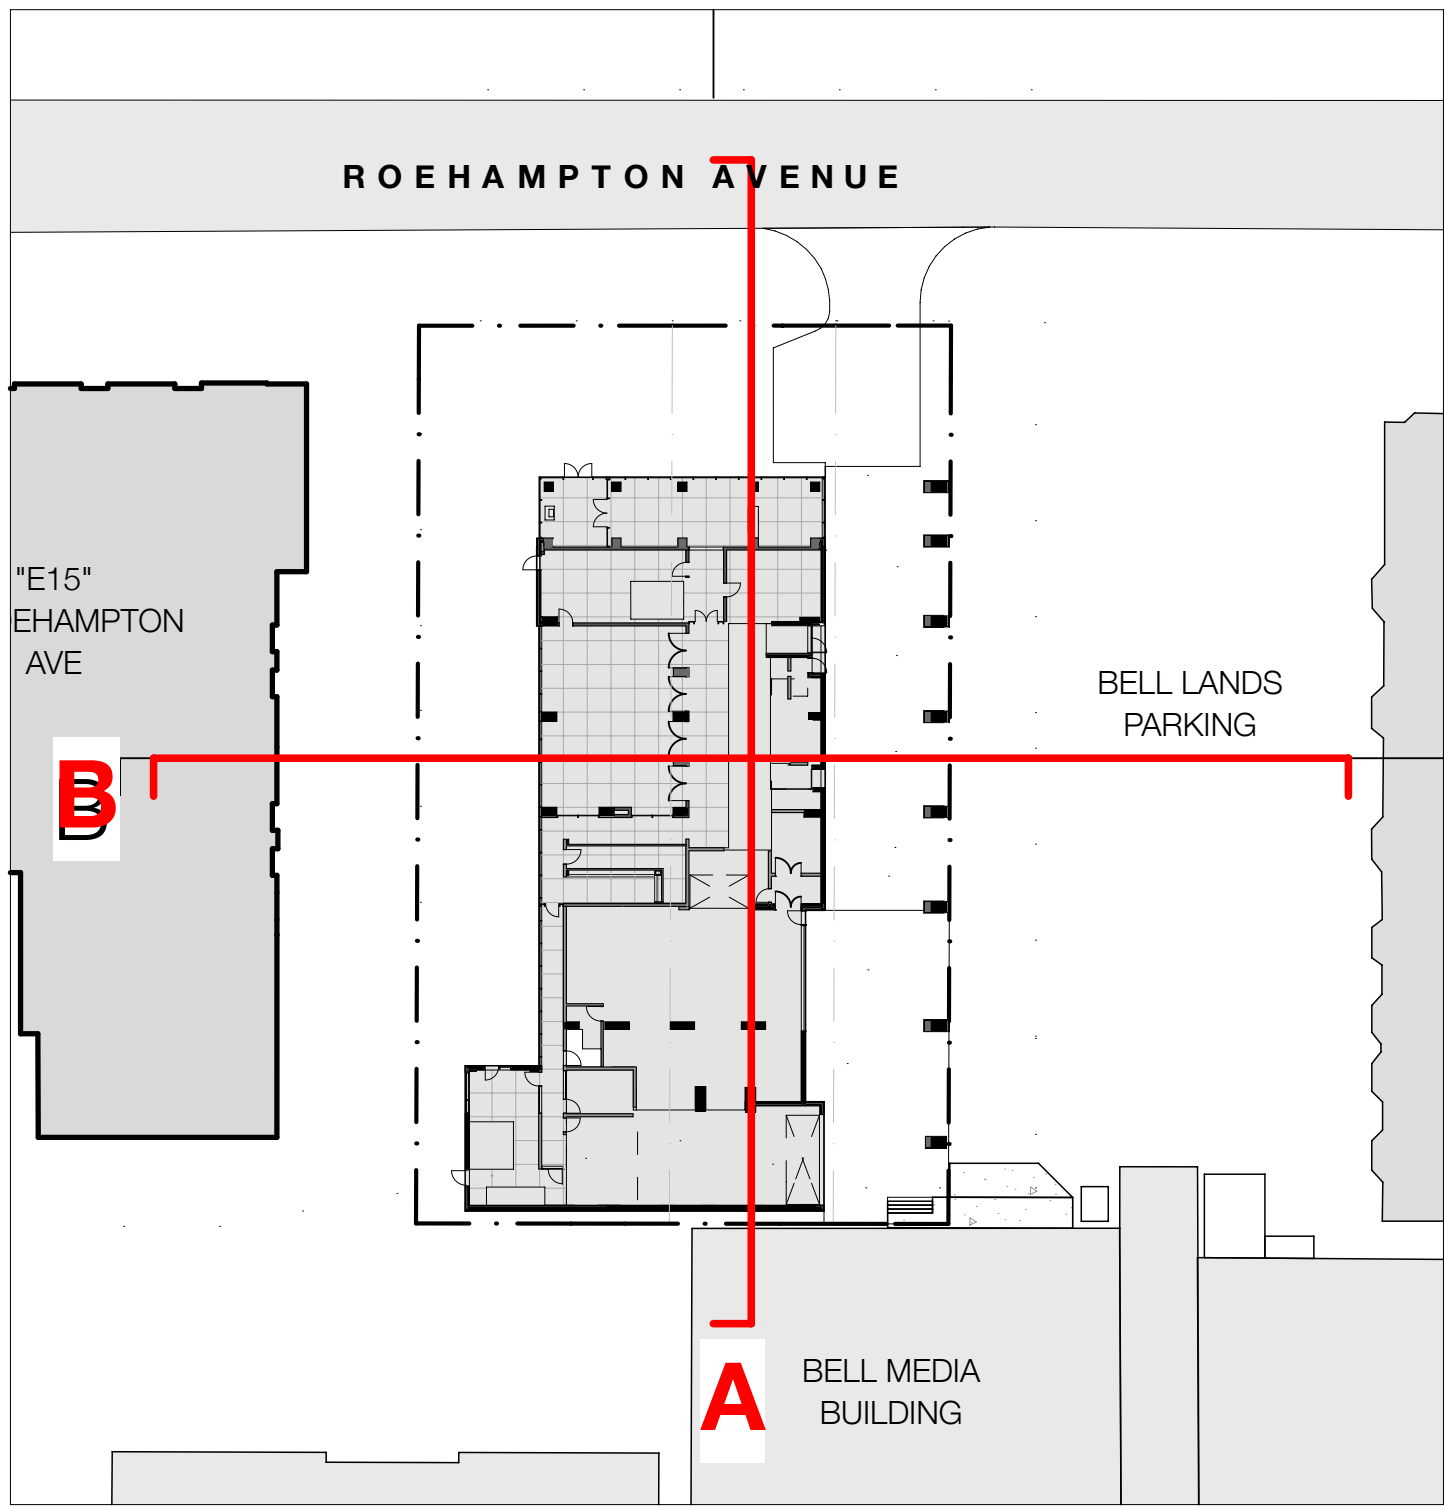 ROEHAMPTON AVENUE
"E15"
EHAMPTON
AVE
BELL LANDS
PARKING
B
B
A
BELL MEDIA
BUILDING